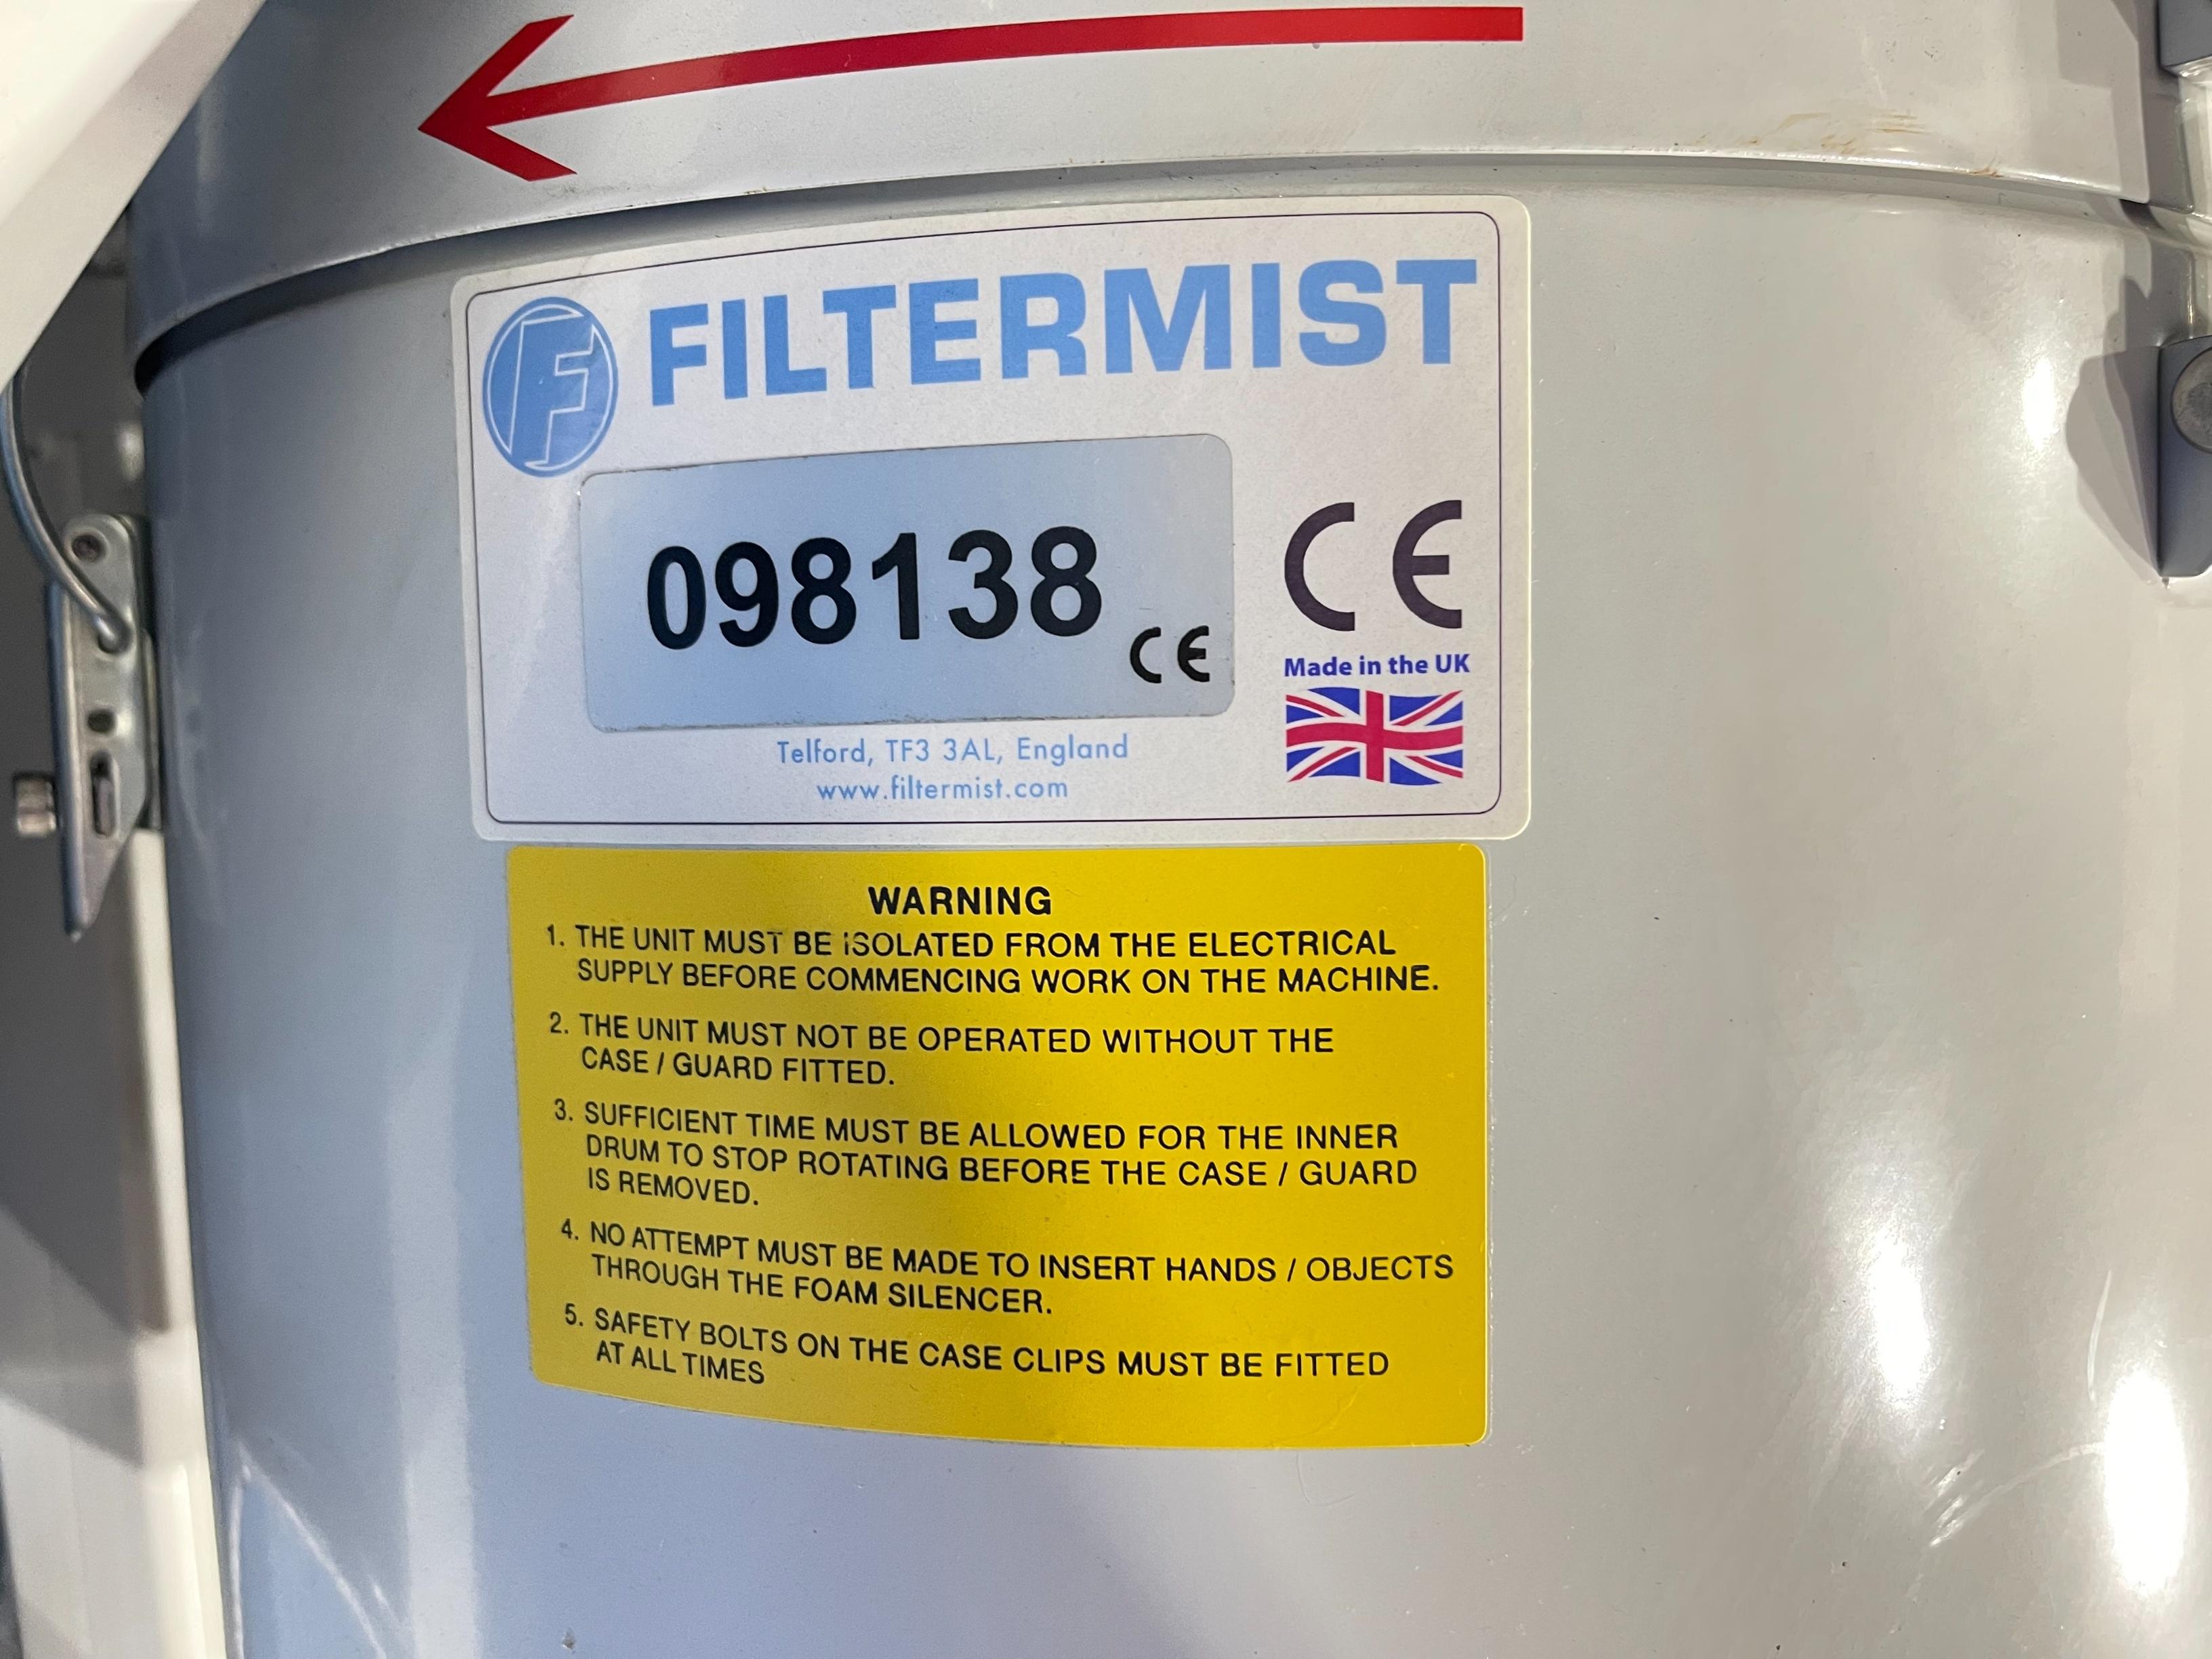 FILTERMIST
098138
CE
CE
Made in the UK
Telford, TF3 3AL, England
www.filtermist.com
WARNING
1. THE UNIT MUST BE ISOLATED FROM THE ELECTRICAL
SUPPLY BEFORE COMMENCING WORK ON THE MACHINE.
2. THE UNIT MUST NOT BE OPERATED WITHOUT THE
CASE / GUARD FITTED.
3. SUFFICIENT TIME MUST BE ALLOWED FOR THE INNER
DRUM TO STOP ROTATING BEFORE THE CASE / GUARD
IS REMOVED.
4. NO ATTEMPT MUST BE MADE TO INSERT HANDS / OBJECTS
THROUGH THE FOAM SILENCER.
5. SAFETY BOLTS ON THE CASE CLIPS MUST BE FITTED
AT ALL TIMES